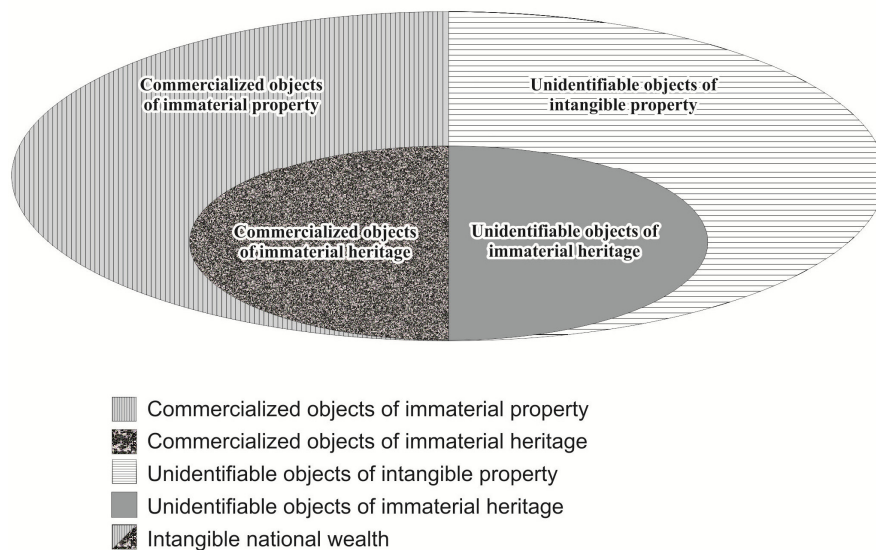 Commercialized objects
of immaterial property
Unidentifiable objects of
intangible property
Commercialized objects
of immaterial heritage
Unidentifiable objects of
immaterial heritage
Commercialized objects of immaterial property
Commercialized objects of immaterial heritage
Unidentifiable objects of intangible property
Unidentifiable objects of immaterial heritage
Intangible national wealth